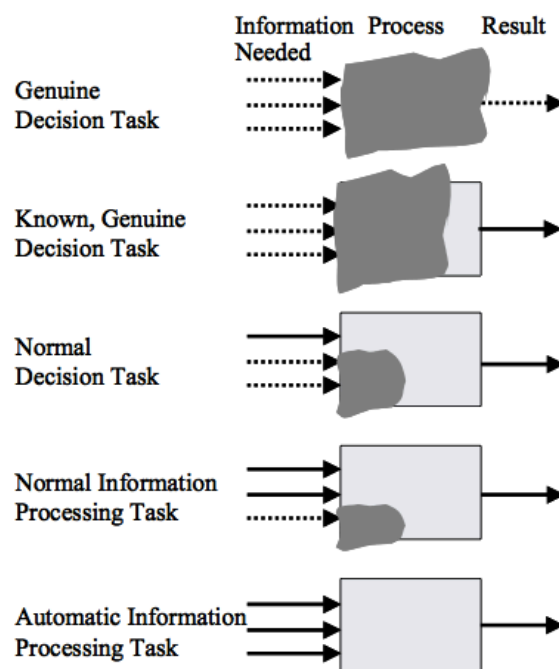 Information Process Result
Needed
Genuine
Decision Task
Known, Genuine
Decision Task
Normal
Decision Task
Normal Information
Processing Task
Automatic Information
Processing Task